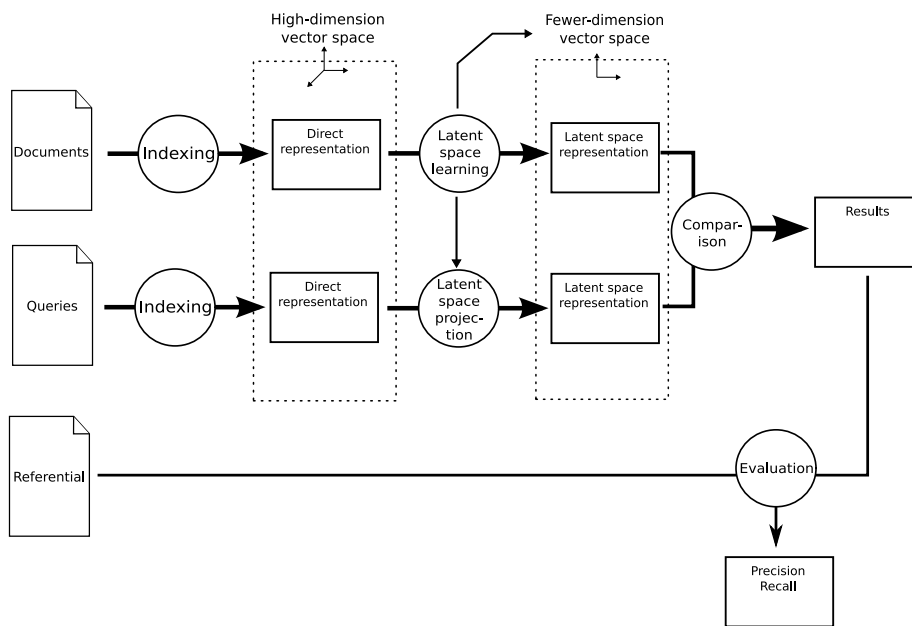 High-dimension
vector space
Fewer-dimension
vector space
Documents
Indexing
Direct
representation
Latent
space
learning
Latent space
representation
Compar-
ison
Results
Queries
Indexing
Direct
representation
Latent
space
projec-
tion
Latent space
representation
Referential
Evaluation
Precision
Recall